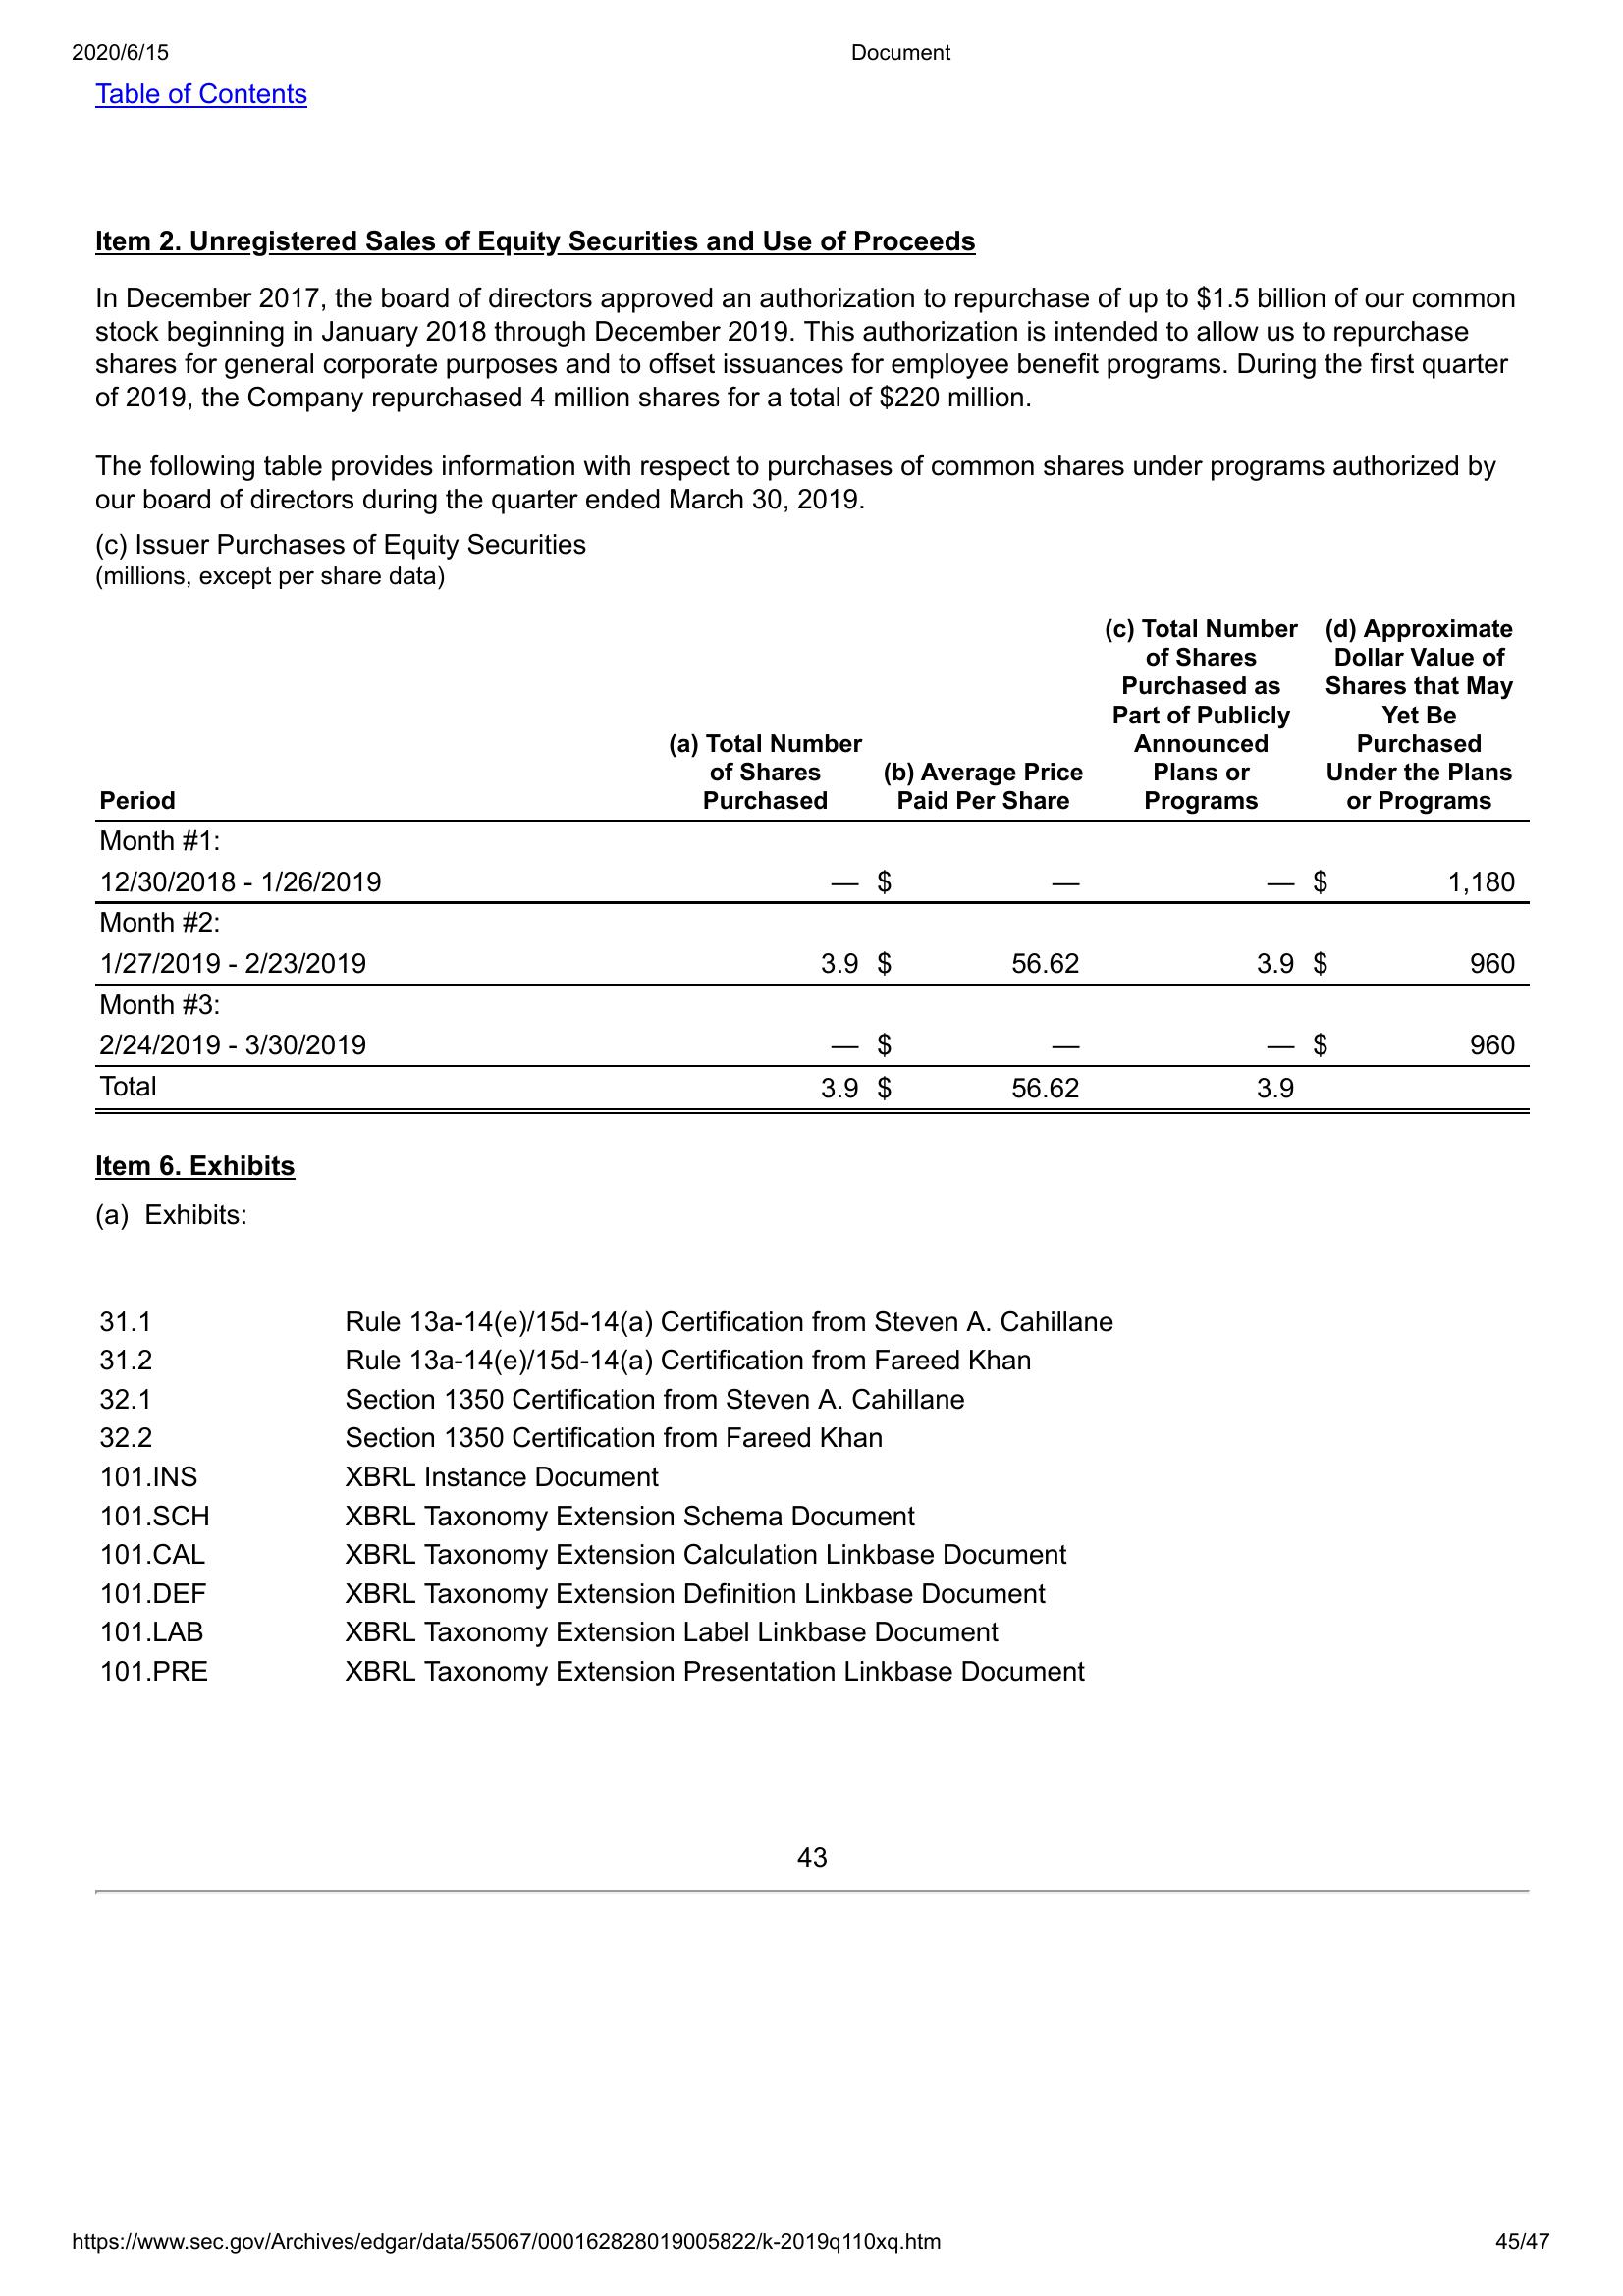 2020/6/15 Document
Table of Contents
Item 2. Unregistered Sales of Equity Securities and Use of Proceeds
In December 2017, the board of directors approved an authorization to repurchase of up to $1.5 billion of our common
stock beginning in January 2018 through December 2019. This authorization is intended to allow us to repurchase
shares for general corporate purposes and to offset issuances for employee benefit programs. During the first quarter
of 2019, the Company repurchased 4 million shares for a total of $220 million.
The following table provides information with respect to purchases of common shares under programs authorized by
our board of directors during the quarter ended March 30, 2019.
(c) Issuer Purchases of Equity Securities
(millions, except per share data)
(c) Total Number (d) Approximate
of Shares Dollar Value of
Purchased as Shares that May
Part of Publicly Yet Be
(a) Total Number Announced Purchased
of Shares (b) Average Price Plans or Under the Plans
Period Purchased Paid Per Share Programs or Programs
Month #1:
12/30/2018 - 1/26/2019 — $ — — $ 1,180
Month #2:
1/27/2019 - 2/23/2019 3.9 $ 56.62 3.9 $ 960
Month #3:
2/24/2019 - 3/30/2019 — $ — — $ 960
Total 3.9 $ 56.62 3.9
Item 6. Exhibits
(a) Exhibits:
31.1 Rule 13a-14(e)/15d-14(a) Certification from Steven A. Cahillane
31.2 Rule 13a-14(e)/15d-14(a) Certification from Fareed Khan
32.1 Section 1350 Certification from Steven A. Cahillane
32.2 Section 1350 Certification from Fareed Khan
101.INS XBRL Instance Document
101.SCH XBRL Taxonomy Extension Schema Document
101.CAL XBRL Taxonomy Extension Calculation Linkbase Document
101.DEF XBRL Taxonomy Extension Definition Linkbase Document
101.LAB XBRL Taxonomy Extension Label Linkbase Document
101.PRE XBRL Taxonomy Extension Presentation Linkbase Document
43
https://www.sec.gov/Archives/edgar/data/55067/000162828019005822/k-2019q110xq.htm 45/47